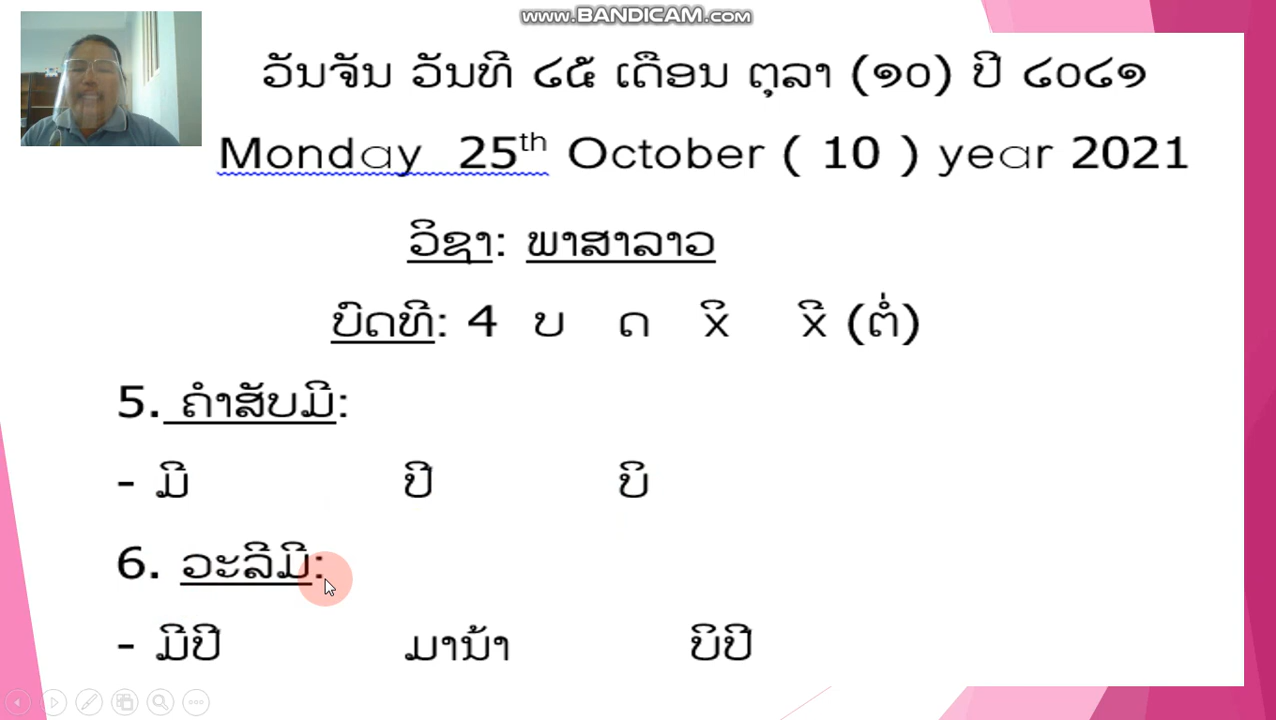 www.BANDICAM.com
ວັນຈັນ ວັນທີ ໒໕ ເດືອນ ຕຸລາ (໑໐) ປີ ໒໐໒໑
Monday 25th October ( 10 ) year 2021
ວິຊາ: ພາສາລາວ
ບົດທີ: 4 ບ ດ xິ xີ (ຕໍ່)
5. ຄໍາສັບມີ:
- ມີ ປີ ບິ
6. ວະລີມີ:
- ມີປີ ມານ້າ ບິປີ